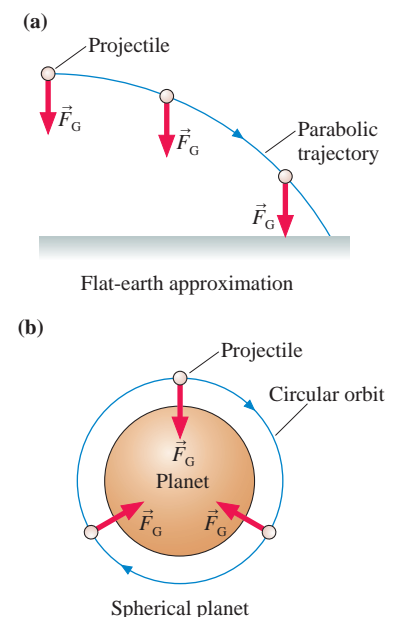 (a)
Projectile
F⃗G
F⃗G
Parabolic
trajectory
F⃗G
Flat-earth approximation
(b)
Projectile
Circular orbit
F⃗G
Planet
F⃗G
F⃗G
Spherical planet